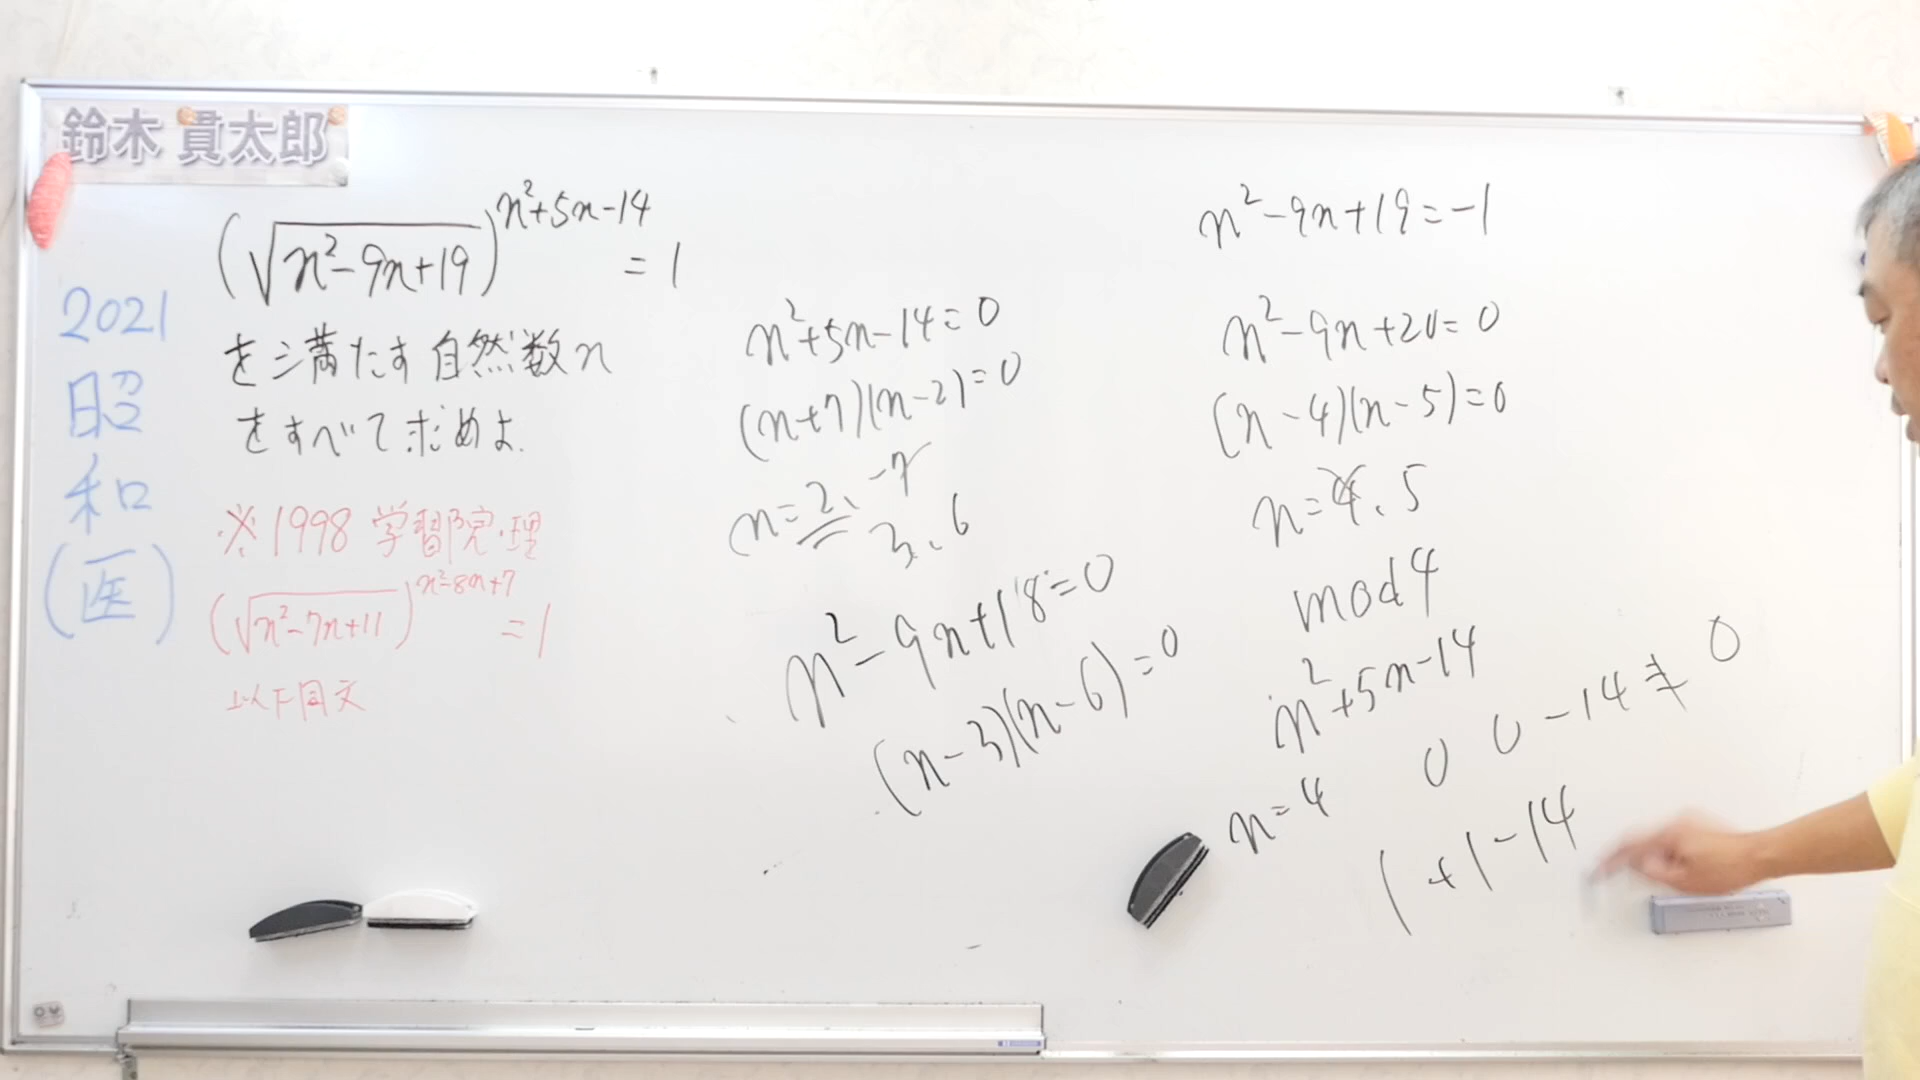 鈴木 貫太郎
2021
昭
和
(医)
(√(n²-9n+19))^(n²+5n-14) = 1
を満たす自然数n
をすべて求めよ.
※1998 学習院・理
(√(n²-7n+11))^(n²-8n+7) = 1
以下同文
n²+5n-14=0
(n+7)(n-2)=0
n=2、-7
3、6
n²-9n+18=0
(n-3)(n-6)=0
n²-9n+19=-1
n²-9n+20=0
(n-4)(n-5)=0
n=4、5
mod4
n²+5n-14
n=4 0 0-14≢0
1+1-14